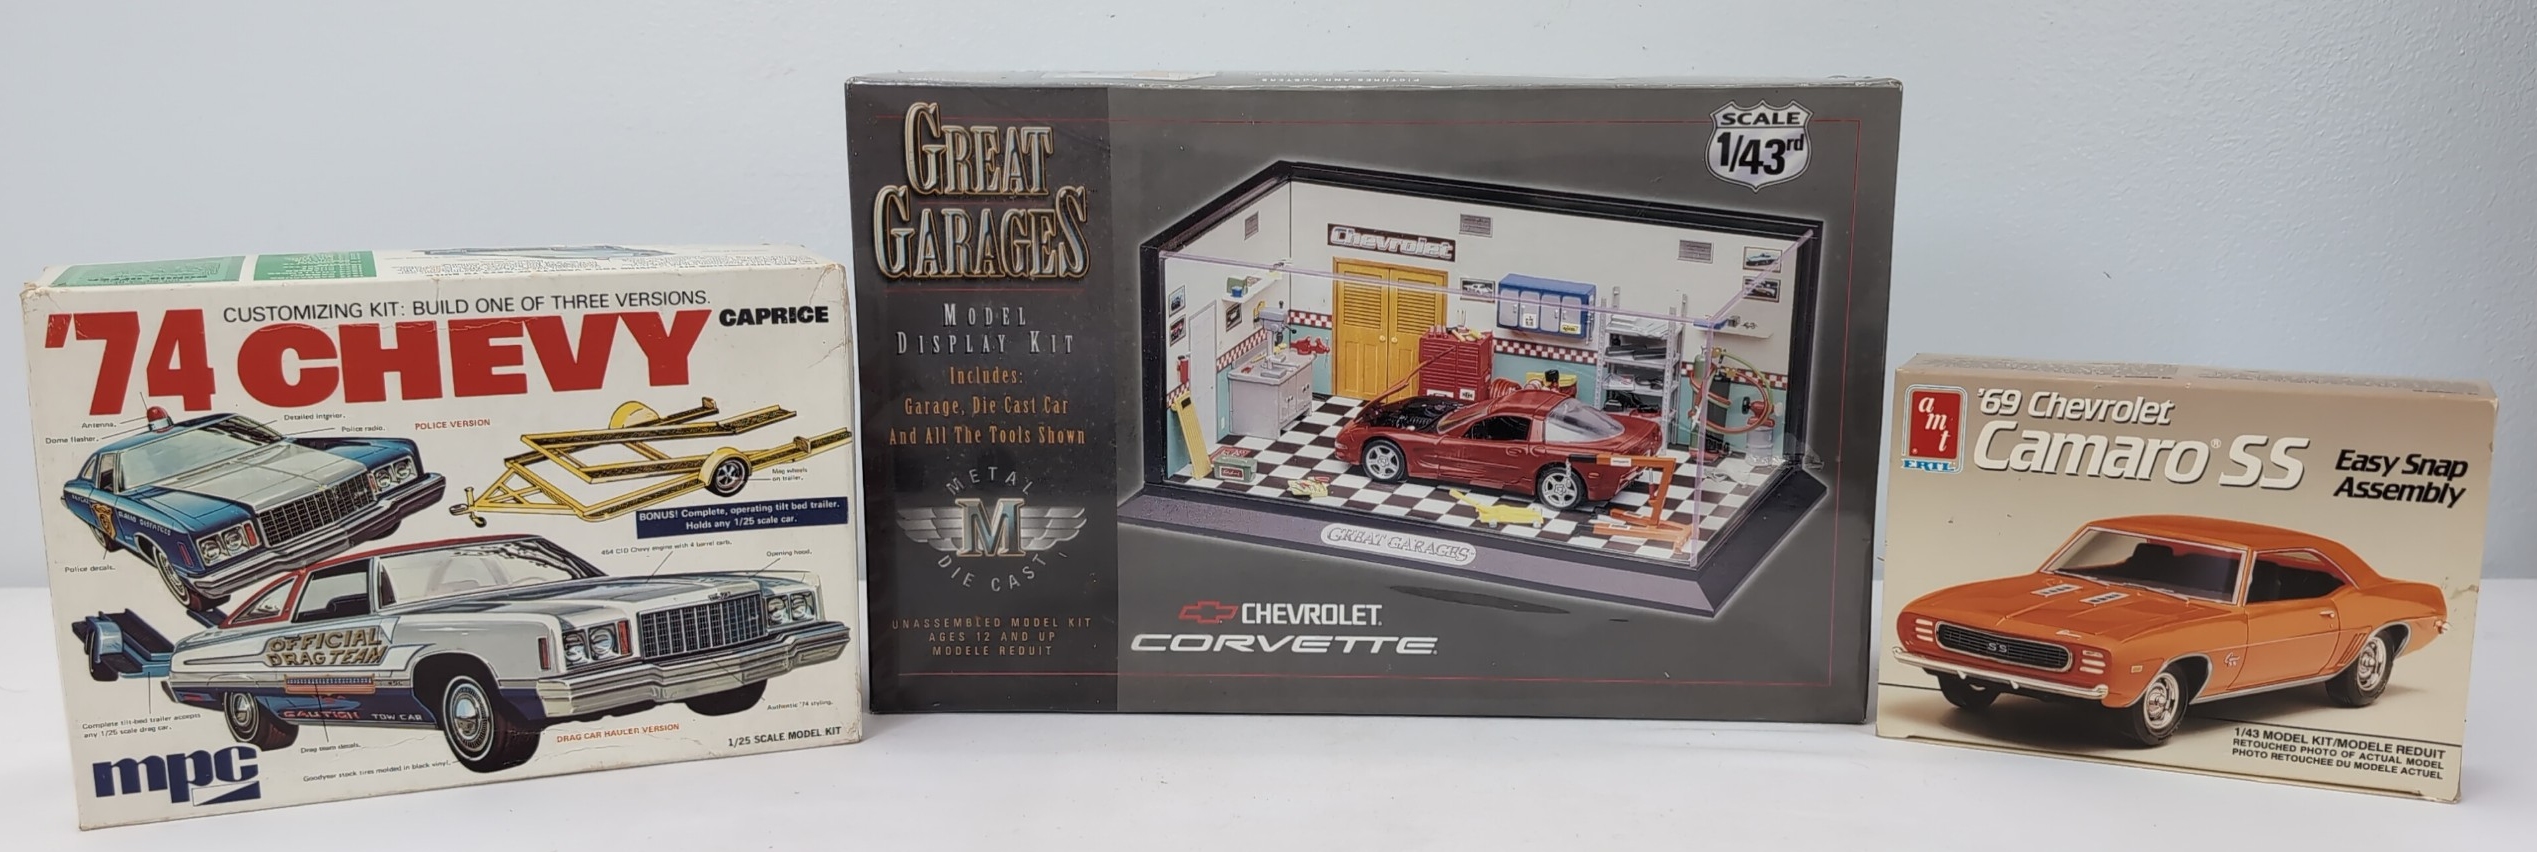 CUSTOMIZING KIT: BUILD ONE OF THREE VERSIONS.
'74 CHEVY CAPRICE
Antenna.
Dome flasher.
Detailed interior.
Police radio.
POLICE VERSION
Mag wheels
on trailer.
BONUS! Complete, operating tilt bed trailer.
Holds any 1/25 scale car.
Police decals.
454 CID Chevy engine with 4 barrel carb.
Opening hood.
OFFICIAL
DRAG TEAM
CAUTION TOW CAR
Complete tilt-bed trailer accepts
any 1/25 scale drag car.
Drag team decals.
Authentic '74 styling.
DRAG CAR HAULER VERSION
1/25 SCALE MODEL KIT
Goodyear stock tires molded in black vinyl.
mpc
GREAT
GARAGES
MODEL
DISPLAY KIT
Includes:
Garage, Die Cast Car
And All The Tools Shown
METAL
M
DIE CAST
UNASSEMBLED MODEL KIT
AGES 12 AND UP
MODELE REDUIT
SCALE
1/43rd
Chevrolet
GREAT GARAGES
CHEVROLET
CORVETTE
amt
ERTL
'69 Chevrolet
Camaro® SS
Easy Snap
Assembly
SS
1/43 MODEL KIT/MODELE REDUIT
RETOUCHED PHOTO OF ACTUAL MODEL
PHOTO RETOUCHEE DU MODELE ACTUEL